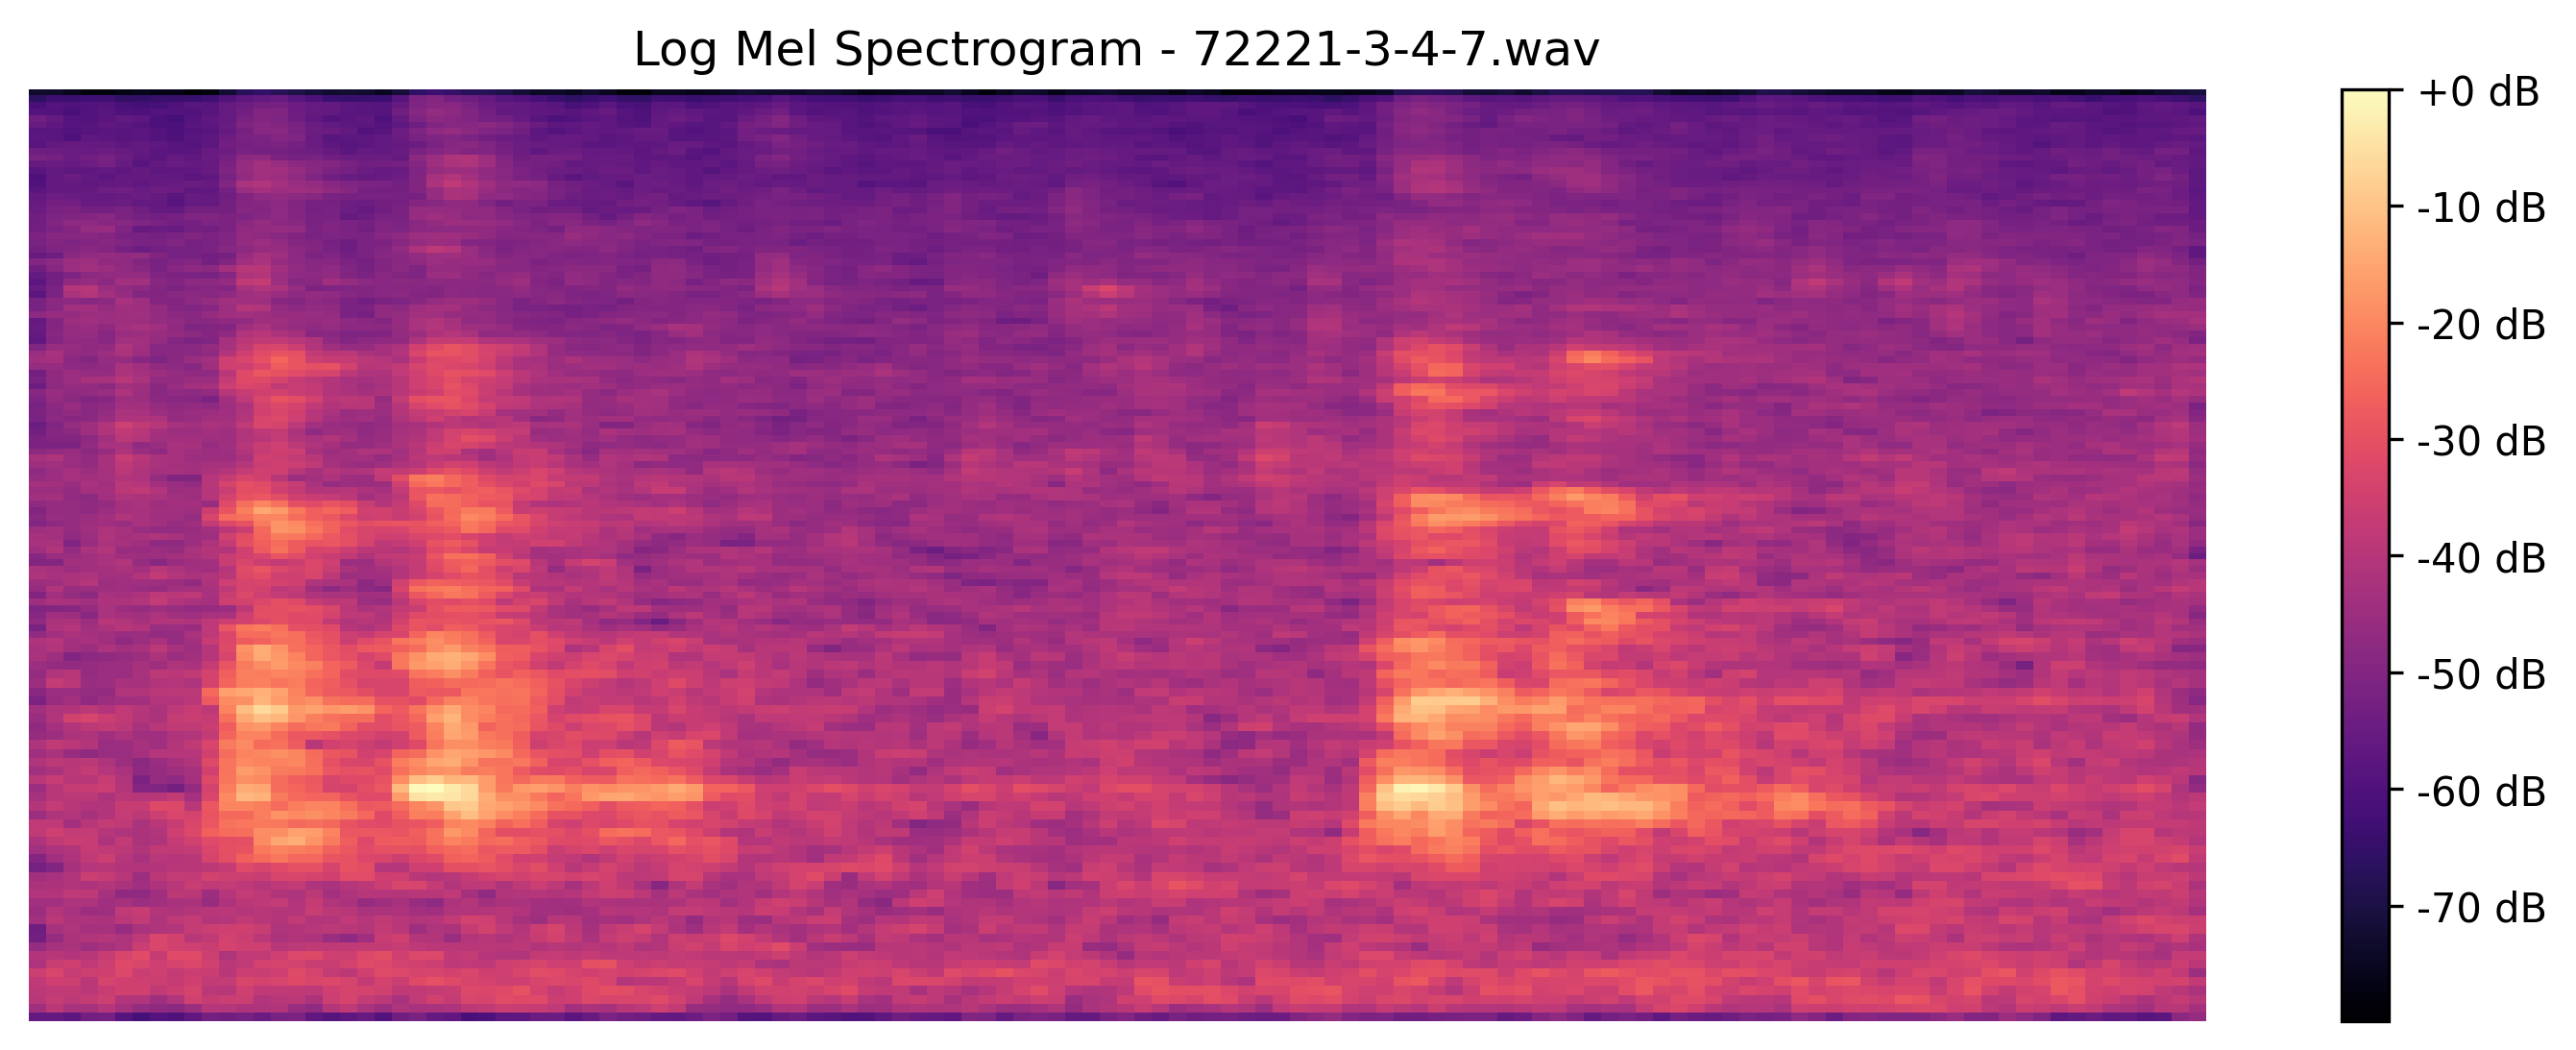 Log Mel Spectrogram - 72221-3-4-7.wav
+0 dB
-10 dB
-20 dB
-30 dB
-40 dB
-50 dB
-60 dB
-70 dB